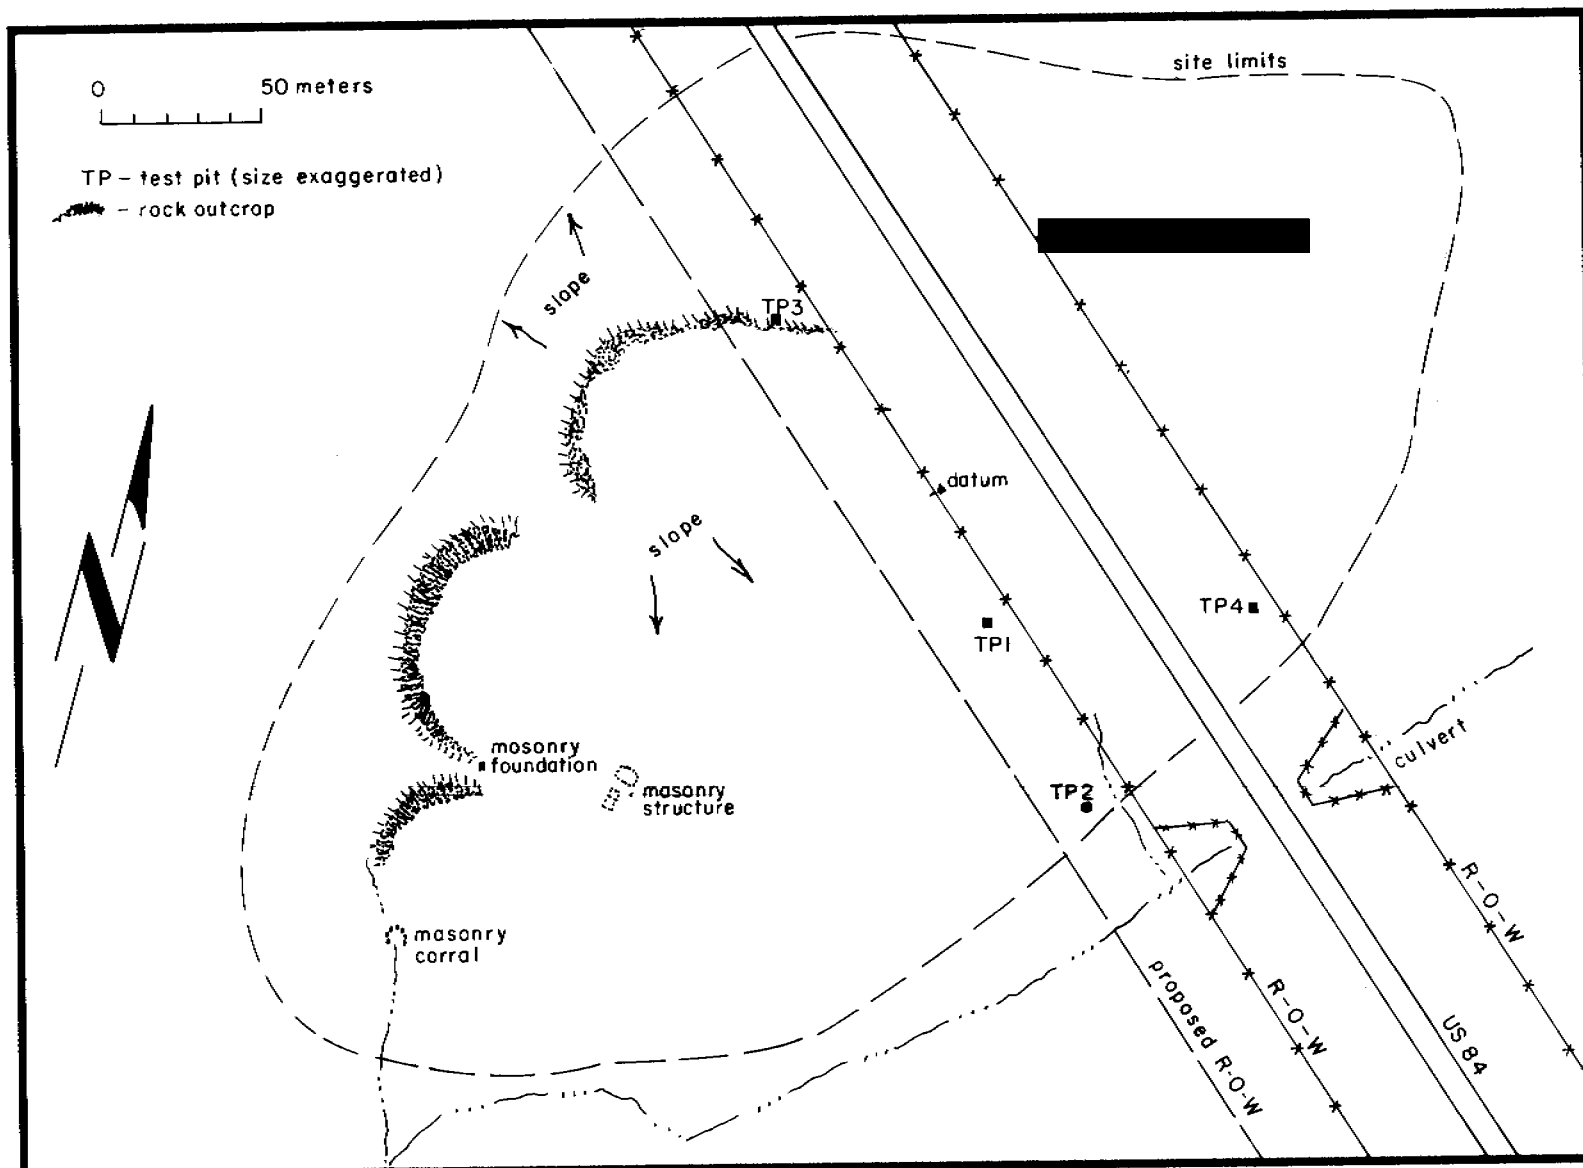 0 50 meters
TP – test pit (size exaggerated)
– rock outcrop
site limits
slope
TP3
datum
slope
TP4
TP1
culvert
masonry
foundation
masonry
structure
TP2
masonry
corral
proposed R-O-W
R-O-W
US 84
R-O-W
N